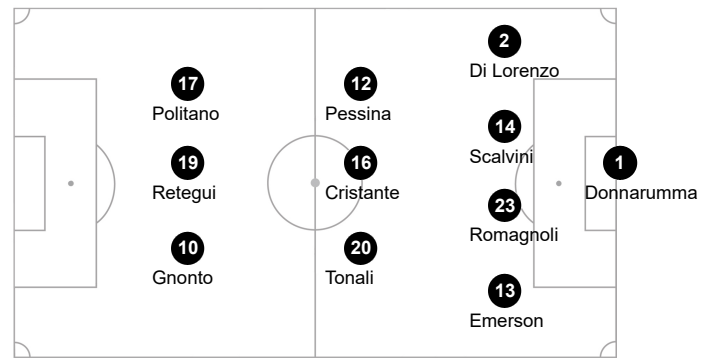 2
Di Lorenzo
17
Politano
12
Pessina
14
Scalvini
19
Retegui
16
Cristante
1
Donnarumma
23
Romagnoli
10
Gnonto
20
Tonali
13
Emerson